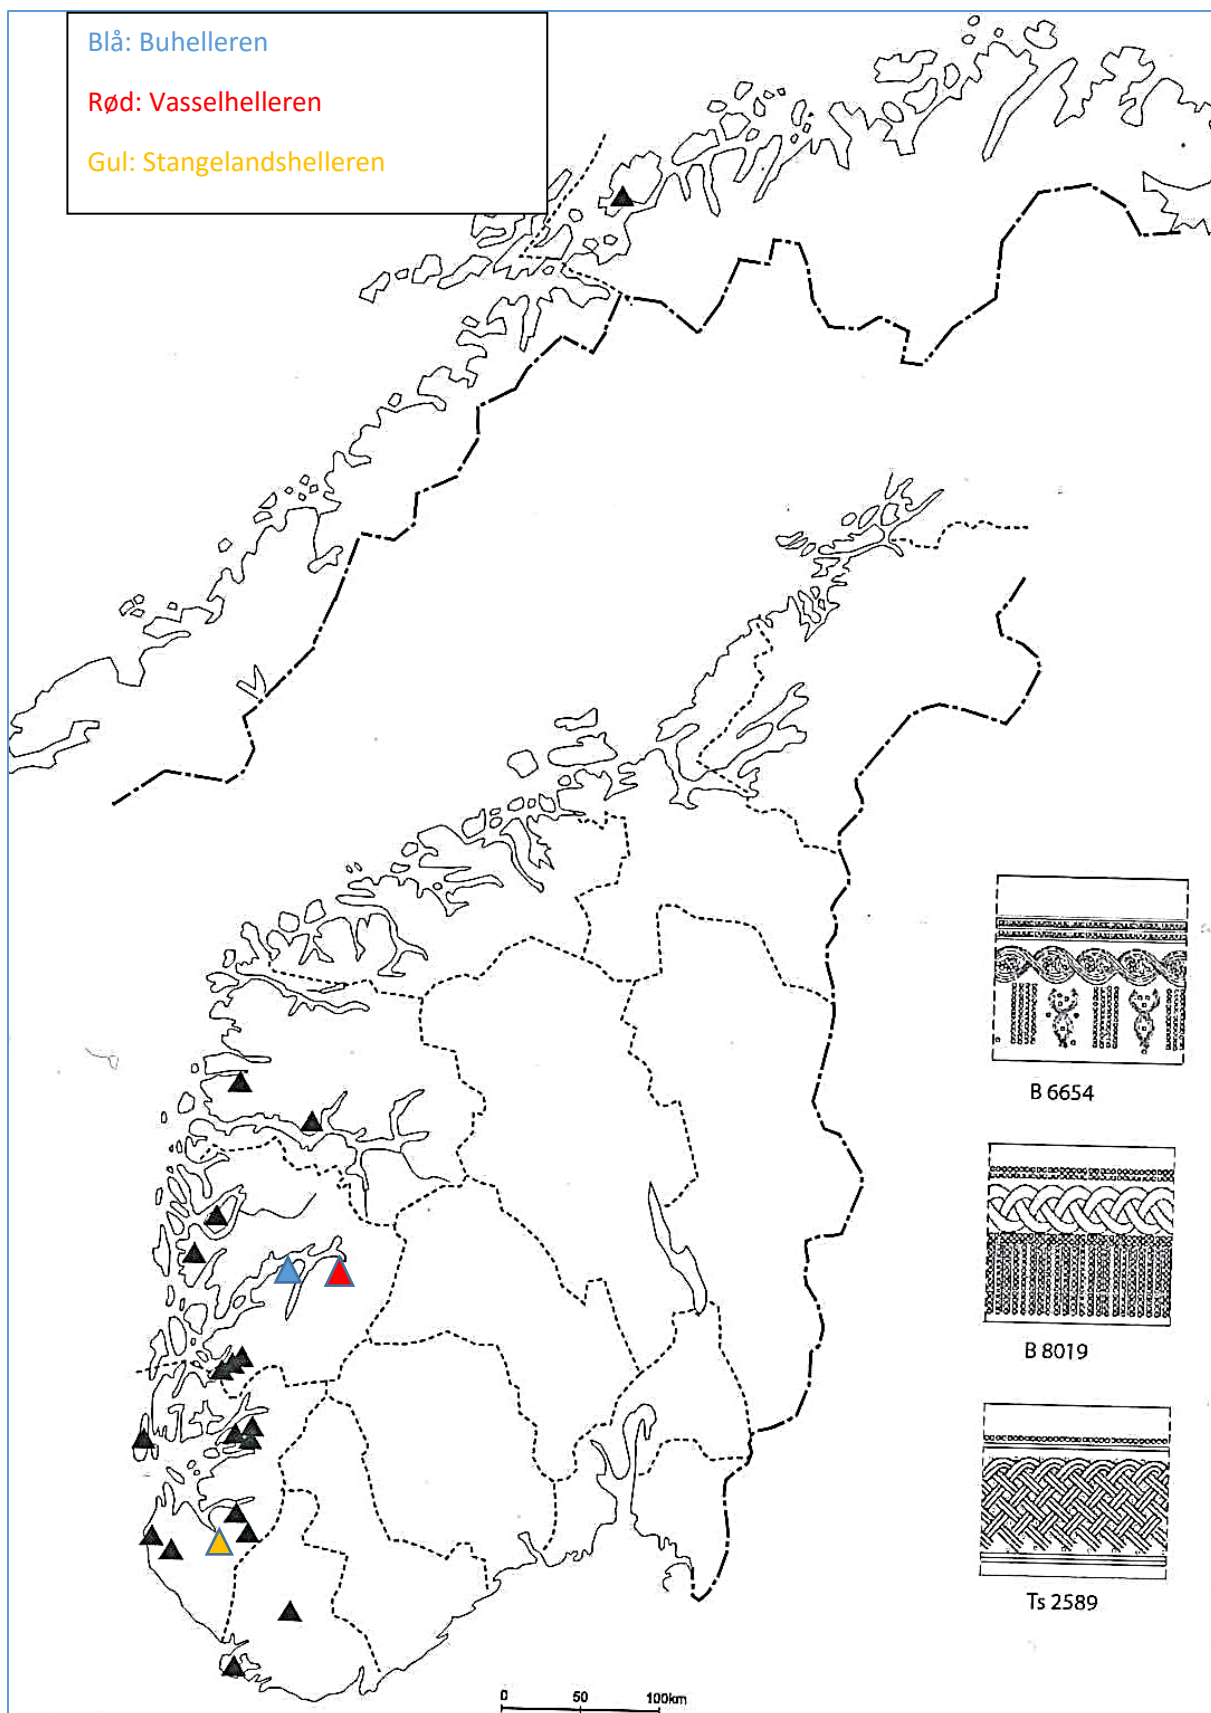 Blå: Buhelleren
Rød: Vasselhelleren
Gul: Stangelandshelleren
B 6654
B 8019
Ts 2589
0 50 100km